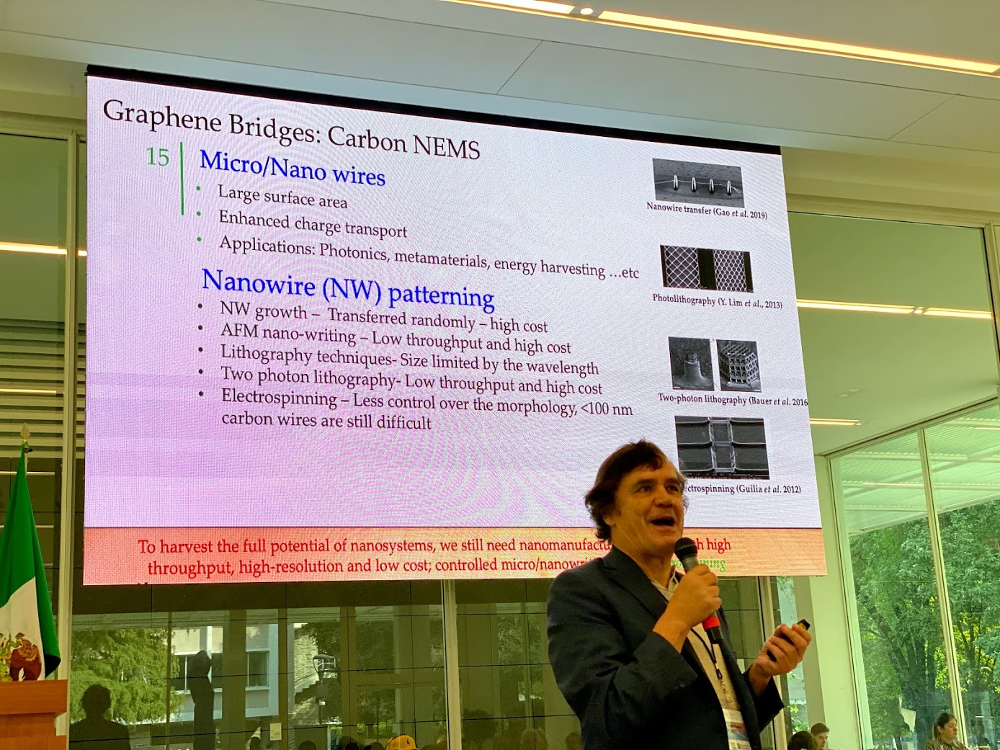 Graphene Bridges: Carbon NEMS
15
Micro/Nano wires
• Large surface area
• Enhanced charge transport
• Applications: Photonics, metamaterials, energy harvesting …etc
Nanowire (NW) patterning
• NW growth – Transferred randomly – high cost
• AFM nano-writing – Low throughput and high cost
• Lithography techniques- Size limited by the wavelength
• Two photon lithography- Low throughput and high cost
• Electrospinning – Less control over the morphology, <100 nm
carbon wires are still difficult
Nanowire transfer (Gao et al. 2019)
Photolithography (Y. Lim et al., 2013)
Two-photon lithography (Bauer et al. 2016
ctrospinning (Guilia et al. 2012)
To harvest the full potential of nanosystems, we still need nanomanufactu h high
throughput, high-resolution and low cost; controlled micro/nanowri